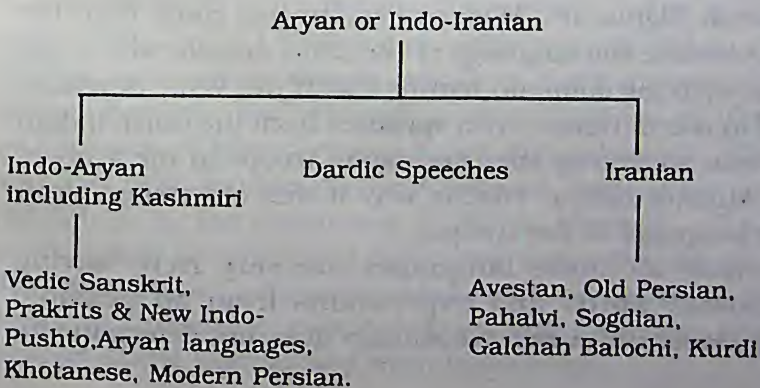 Aryan or Indo-Iranian
Indo-Aryan
including Kashmiri
Dardic Speeches
Iranian
Vedic Sanskrit,
Prakrits & New Indo-
Pushto,Aryan languages,
Khotanese, Modern Persian.
Avestan, Old Persian,
Pahalvi, Sogdian,
Galchah Balochi, Kurdi